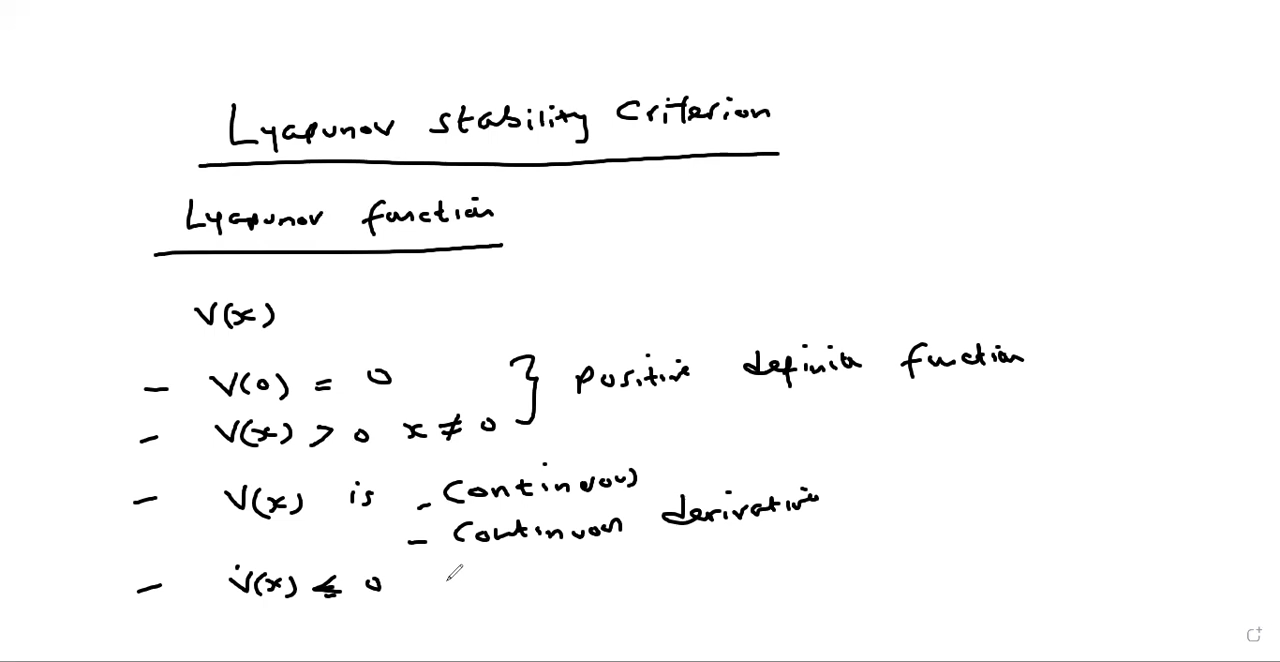 Lyapunov stability Criterion
Lyapunov function
V(x)
- V(0) = 0
- V(x) > 0 x ≠ 0 } positive definite function
- V(x) is - Continuous
- Continuous derivative
- V̇(x) ≤ 0